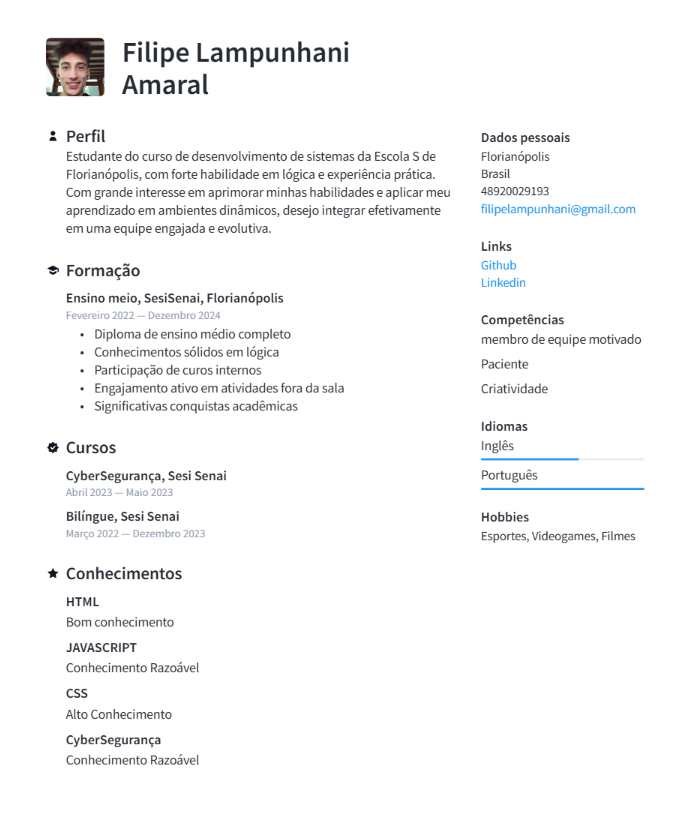 Filipe Lampunhani
Amaral
Perfil
Estudante do curso de desenvolvimento de sistemas da Escola S de
Florianópolis, com forte habilidade em lógica e experiência prática.
Com grande interesse em aprimorar minhas habilidades e aplicar meu
aprendizado em ambientes dinâmicos, desejo integrar efetivamente
em uma equipe engajada e evolutiva.
Formação
Ensino meio, SesiSenai, Florianópolis
Fevereiro 2022 — Dezembro 2024
• Diploma de ensino médio completo
• Conhecimentos sólidos em lógica
• Participação de curos internos
• Engajamento ativo em atividades fora da sala
• Significativas conquistas acadêmicas
Cursos
CyberSegurança, Sesi Senai
Abril 2023 — Maio 2023
Bilíngue, Sesi Senai
Março 2022 — Dezembro 2023
Conhecimentos
HTML
Bom conhecimento
JAVASCRIPT
Conhecimento Razoável
CSS
Alto Conhecimento
CyberSegurança
Conhecimento Razoável
Dados pessoais
Florianópolis
Brasil
48920029193
filipelampunhani@gmail.com
Links
Github
Linkedin
Competências
membro de equipe motivado
Paciente
Criatividade
Idiomas
Inglês
Português
Hobbies
Esportes, Videogames, Filmes